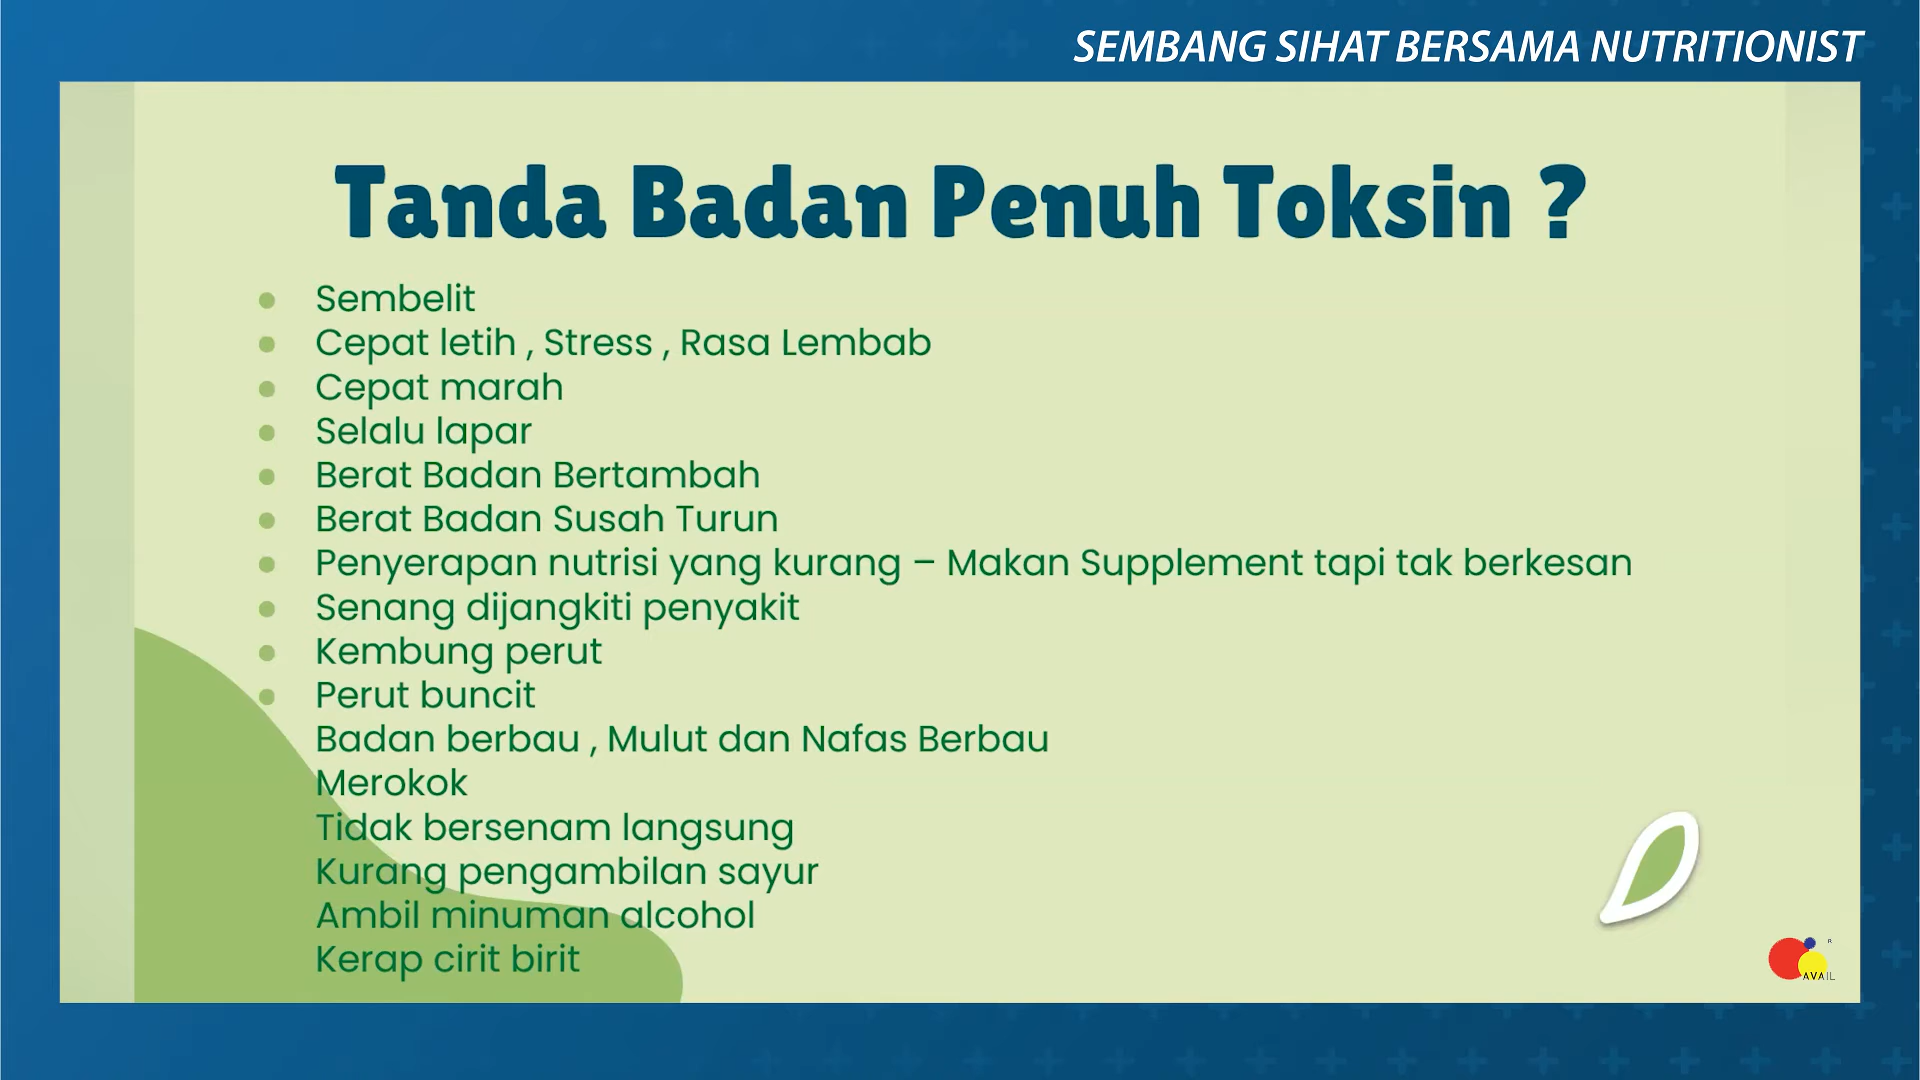 SEMBANG SIHAT BERSAMA NUTRITIONIST
Tanda Badan Penuh Toksin ?
Sembelit
Cepat letih , Stress , Rasa Lembab
Cepat marah
Selalu lapar
Berat Badan Bertambah
Berat Badan Susah Turun
Penyerapan nutrisi yang kurang – Makan Supplement tapi tak berkesan
Senang dijangkiti penyakit
Kembung perut
Perut buncit
Badan berbau , Mulut dan Nafas Berbau
Merokok
Tidak bersenam langsung
Kurang pengambilan sayur
Ambil minuman alcohol
Kerap cirit birit
R
AVAIL